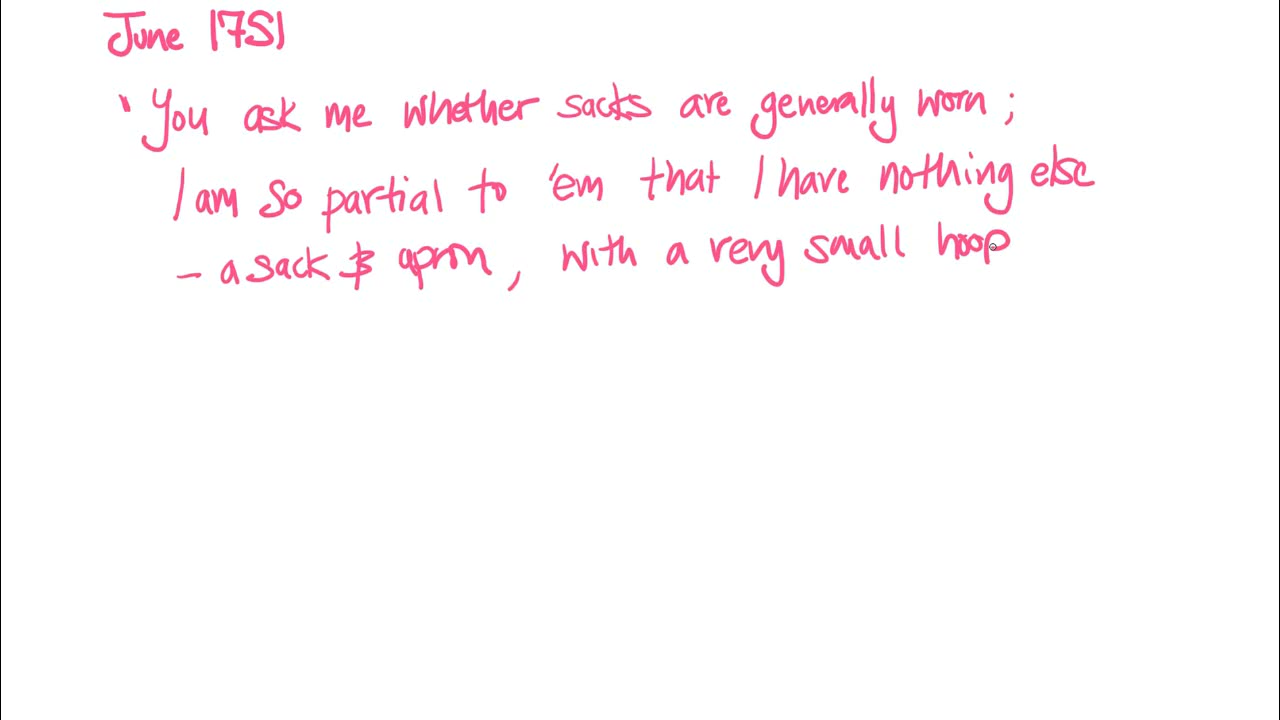 June 1751
"You ask me whether sacks are generally worn;
I am so partial to 'em that I have nothing else
- a sack & apron, with a very small hoop